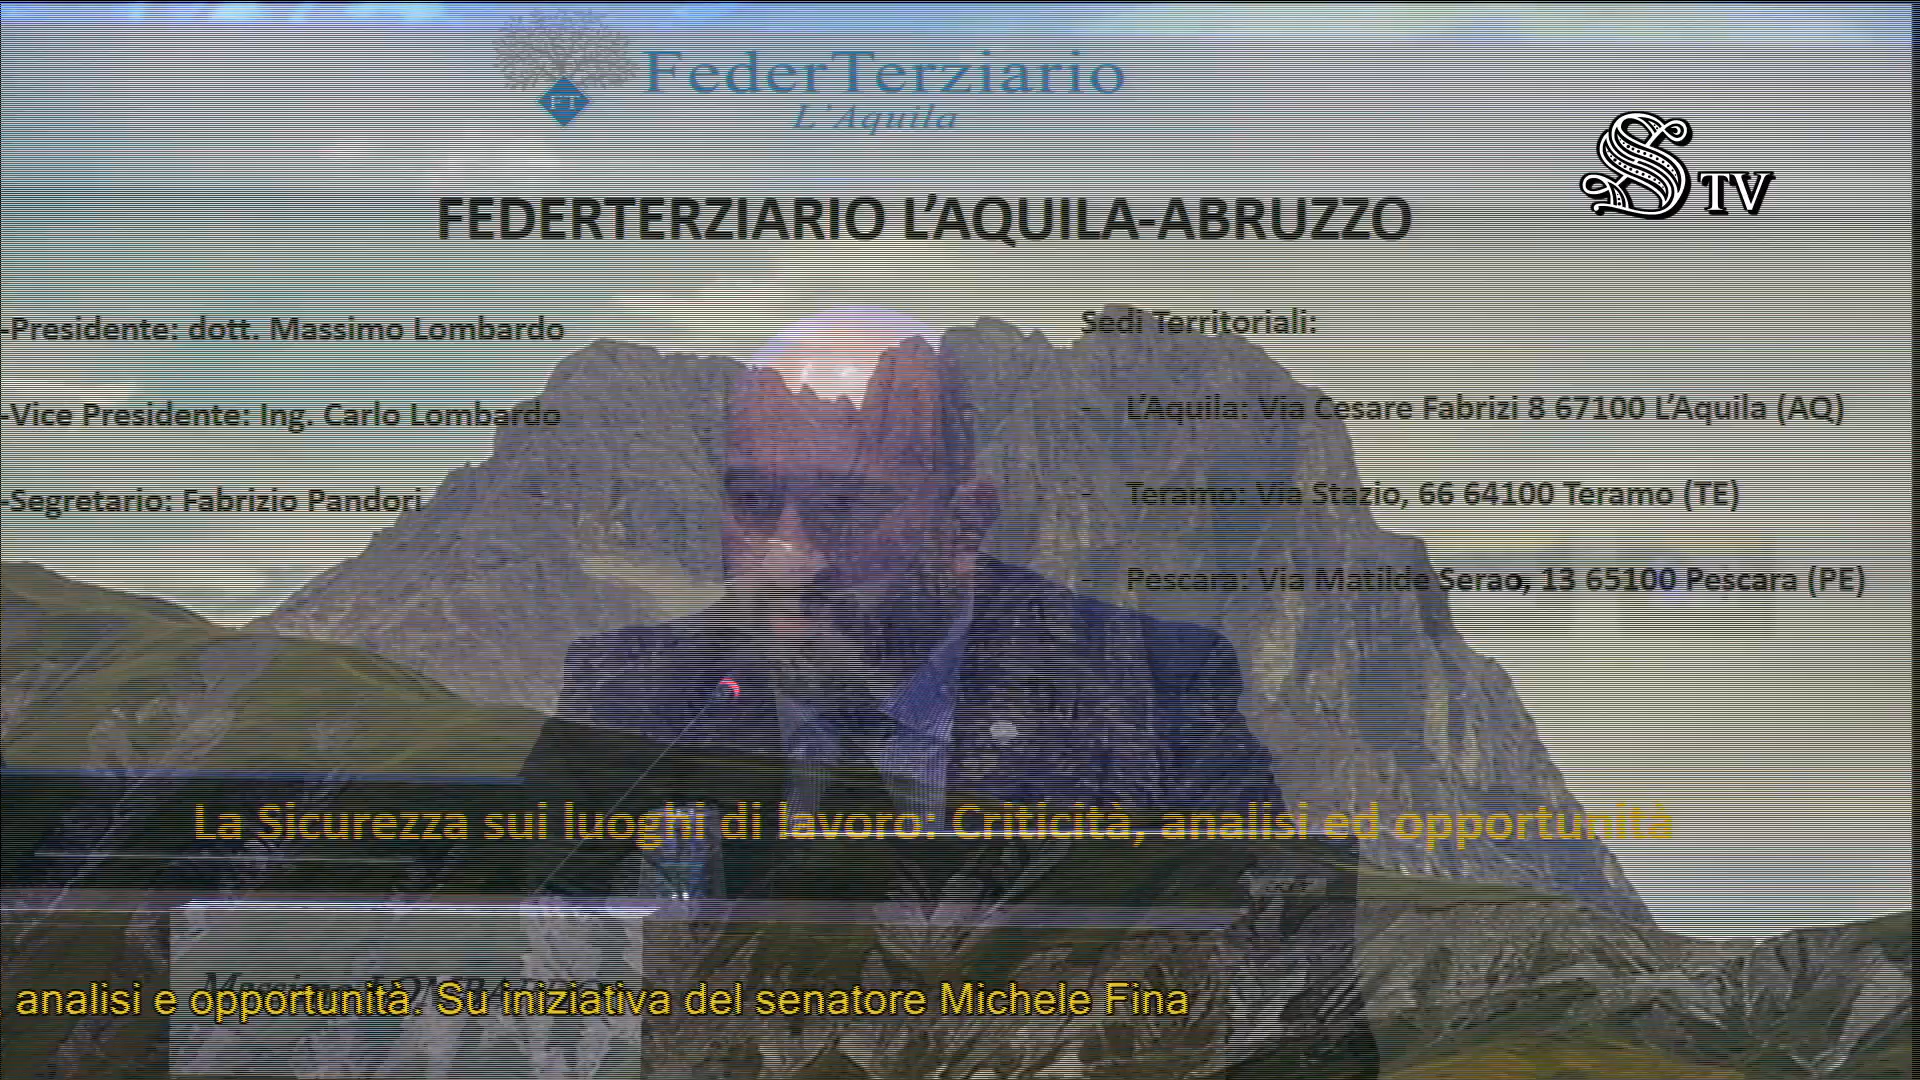 FederTerziario
FT
L'Aquila
S TV
FEDERTERZIARIO L'AQUILA-ABRUZZO
-Presidente: dott. Massimo Lombardo
-Vice Presidente: Ing. Carlo Lombardo
-Segretario: Fabrizio Pandori
Sedi Territoriali:
- L'Aquila: Via Cesare Fabrizi 8 67100 L'Aquila (AQ)
- Teramo: Via Stazio, 66 64100 Teramo (TE)
- Pescara: Via Matilde Serao, 13 65100 Pescara (PE)
La Sicurezza sui luoghi di lavoro: Criticità, analisi ed opportunità
Massimo LOMBARDO
, analisi e opportunità. Su iniziativa del senatore Michele Fina